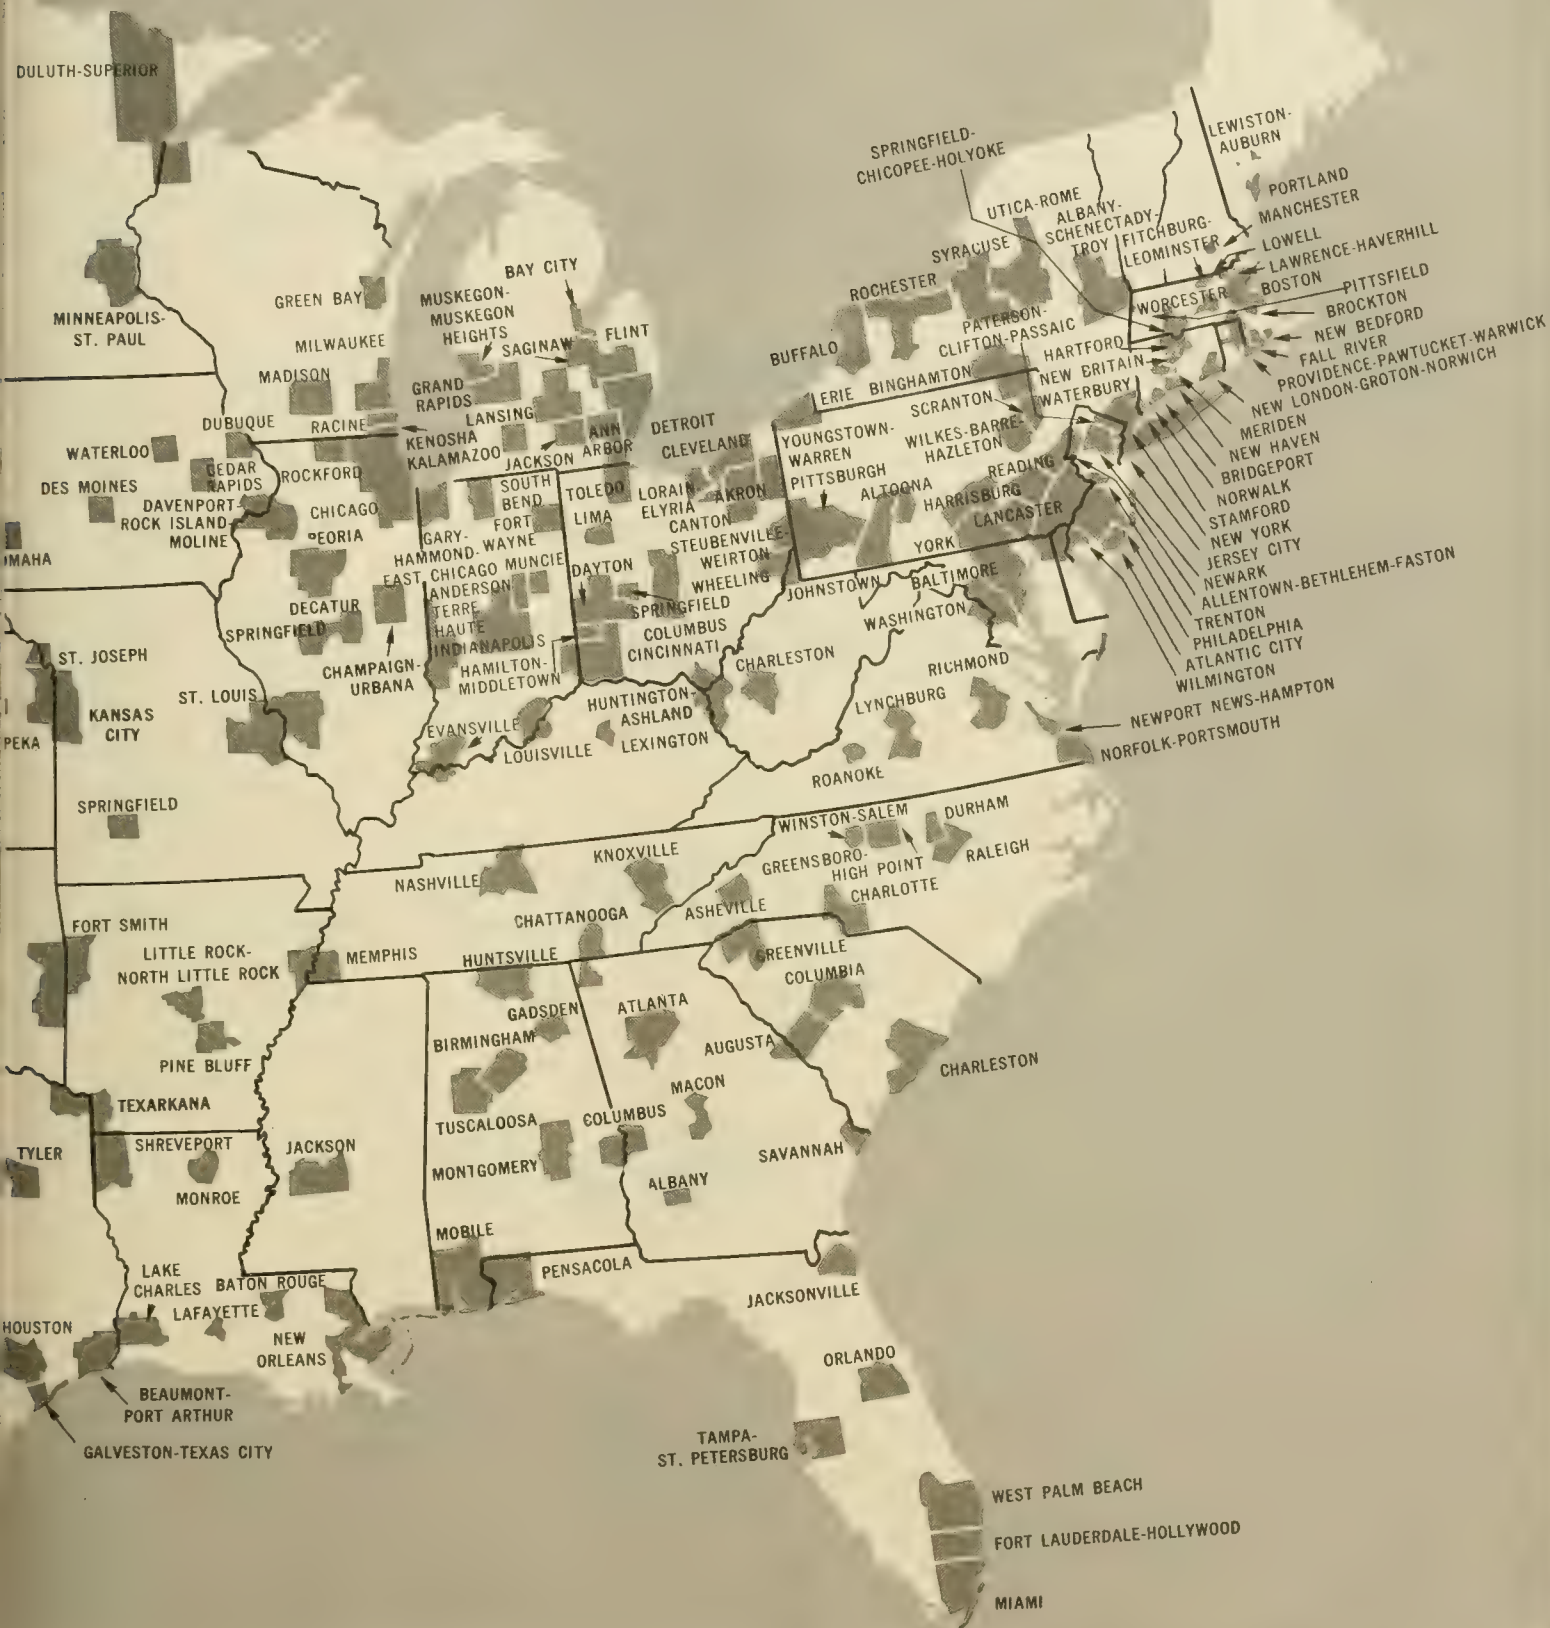 DULUTH-SUPERIOR
MINNEAPOLIS-
ST. PAUL
GREEN BAY
MILWAUKEE
MADISON
DUBUQUE
RACINE
KENOSHA
WATERLOO
CEDAR
RAPIDS
ROCKFORD
DES MOINES
DAVENPORT-
ROCK ISLAND-
MOLINE
CHICAGO
PEORIA
MAHA
DECATUR
SPRINGFIELD
CHAMPAIGN-
URBANA
ST. JOSEPH
KANSAS
CITY
PEKA
ST. LOUIS
SPRINGFIELD
BAY CITY
MUSKEGON-
MUSKEGON
HEIGHTS
SAGINAW
FLINT
GRAND
RAPIDS
LANSING
KALAMAZOO
JACKSON
ANN
ARBOR
DETROIT
CLEVELAND
SOUTH
BEND
TOLEDO
LORAIN-
ELYRIA
AKRON
CANTON
FORT
WAYNE
LIMA
GARY-
HAMMOND-
EAST CHICAGO
MUNCIE
ANDERSON
TERRE
HAUTE
INDIANAPOLIS
DAYTON
STEUBENVILLE-
WEIRTON
WHEELING
SPRINGFIELD
COLUMBUS
CINCINNATI
HAMILTON-
MIDDLETOWN
EVANSVILLE
LOUISVILLE
LEXINGTON
HUNTINGTON-
ASHLAND
CHARLESTON
SPRINGFIELD-
CHICOPEE-HOLYOKE
UTICA-ROME
ALBANY-
SCHENECTADY-
TROY
FITCHBURG-
LEOMINSTER
SYRACUSE
ROCHESTER
BUFFALO
PATERSON-
CLIFTON-PASSAIC
ERIE
BINGHAMTON
SCRANTON
HARTFORD
NEW BRITAIN
WATERBURY
WORCESTER
YOUNGSTOWN-
WARREN
PITTSBURGH
WILKES-BARRE-
HAZLETON
ALTOONA
READING
HARRISBURG
LANCASTER
YORK
JOHNSTOWN
BALTIMORE
WASHINGTON
LEWISTON-
AUBURN
PORTLAND
MANCHESTER
LOWELL
LAWRENCE-HAVERHILL
BOSTON
PITTSFIELD
BROCKTON
NEW BEDFORD
FALL RIVER
PROVIDENCE-PAWTUCKET-WARWICK
NEW LONDON-GROTON-NORWICH
MERIDEN
NEW HAVEN
BRIDGEPORT
NORWALK
STAMFORD
NEW YORK
JERSEY CITY
NEWARK
ALLENTOWN-BETHLEHEM-EASTON
TRENTON
PHILADELPHIA
ATLANTIC CITY
WILMINGTON
RICHMOND
LYNCHBURG
ROANOKE
NEWPORT NEWS-HAMPTON
NORFOLK-PORTSMOUTH
WINSTON-SALEM
DURHAM
GREENSBORO-
HIGH POINT
RALEIGH
CHARLOTTE
ASHEVILLE
KNOXVILLE
NASHVILLE
CHATTANOOGA
HUNTSVILLE
MEMPHIS
FORT SMITH
LITTLE ROCK-
NORTH LITTLE ROCK
PINE BLUFF
TEXARKANA
TYLER
SHREVEPORT
MONROE
JACKSON
GADSDEN
BIRMINGHAM
TUSCALOOSA
MONTGOMERY
ATLANTA
MACON
COLUMBUS
ALBANY
GREENVILLE
COLUMBIA
AUGUSTA
CHARLESTON
SAVANNAH
MOBILE
PENSACOLA
LAKE
CHARLES
BATON ROUGE
LAFAYETTE
NEW
ORLEANS
HOUSTON
BEAUMONT-
PORT ARTHUR
GALVESTON-TEXAS CITY
JACKSONVILLE
ORLANDO
TAMPA-
ST. PETERSBURG
WEST PALM BEACH
FORT LAUDERDALE-HOLLYWOOD
MIAMI